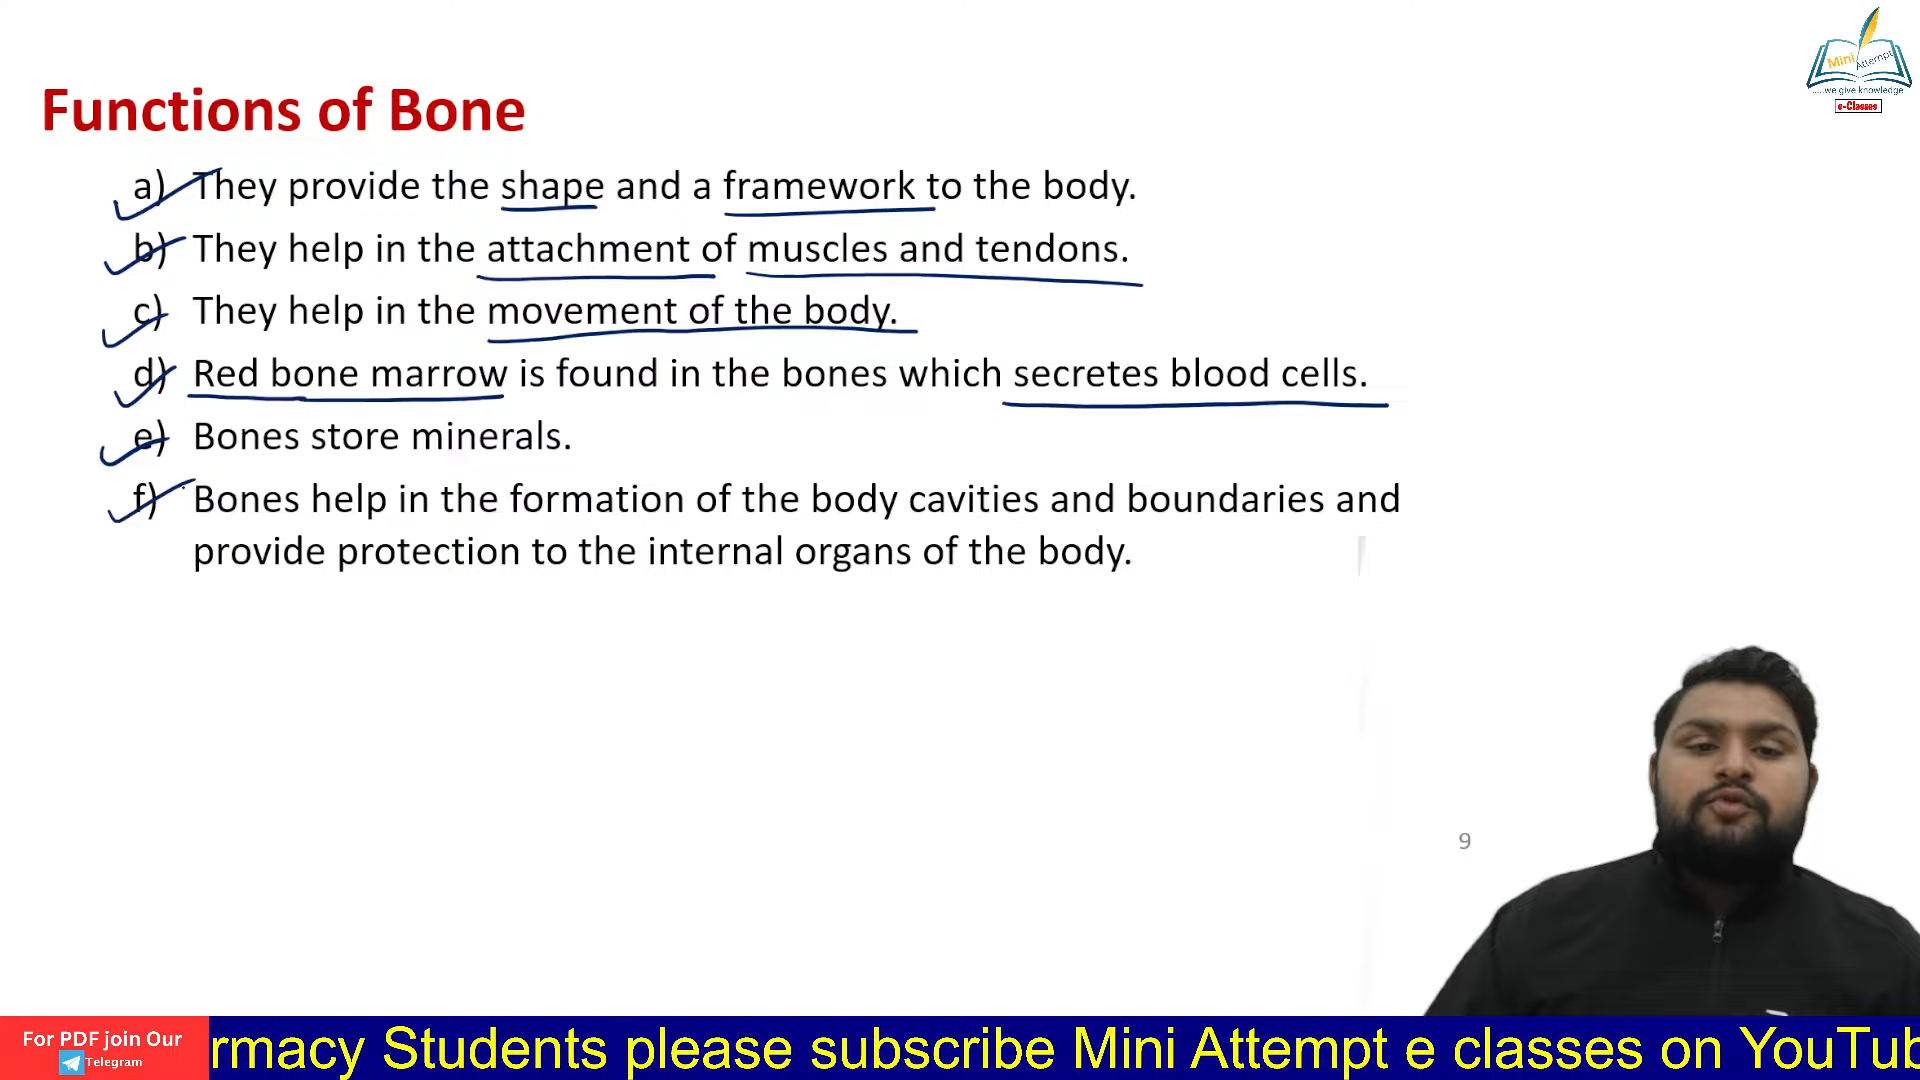 Mini Attempt
.....we give knowledge
e-Classes
Functions of Bone
a) They provide the shape and a framework to the body.
b) They help in the attachment of muscles and tendons.
c) They help in the movement of the body.
d) Red bone marrow is found in the bones which secretes blood cells.
e) Bones store minerals.
f) Bones help in the formation of the body cavities and boundaries and
provide protection to the internal organs of the body.
9
For PDF join Our
Telegram
rmacy Students please subscribe Mini Attempt e classes on YouTub